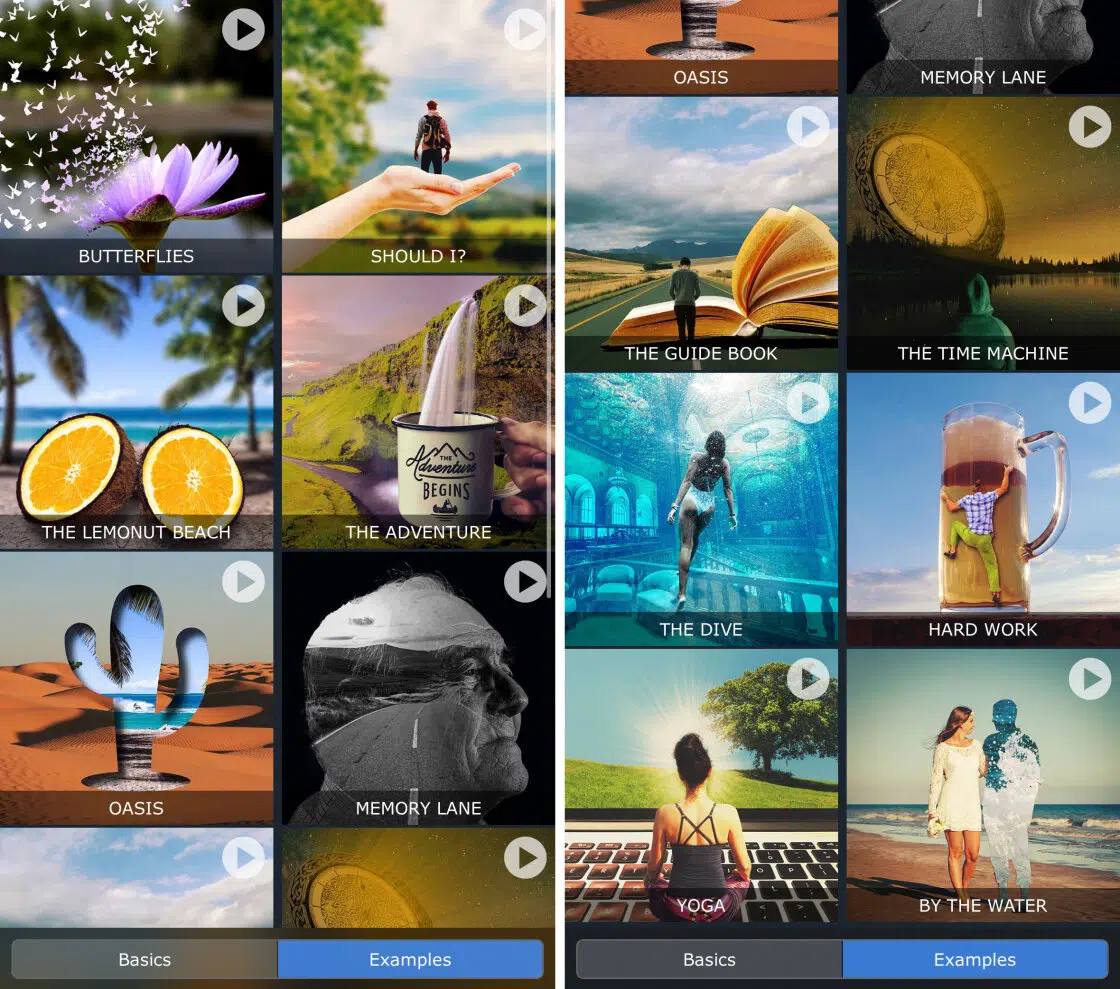 BUTTERFLIES
SHOULD I?
THE LEMONUT BEACH
THE
Adventure
BEGINS
THE ADVENTURE
OASIS
MEMORY LANE
Basics
Examples
OASIS
MEMORY LANE
THE GUIDE BOOK
THE TIME MACHINE
THE DIVE
HARD WORK
YOGA
BY THE WATER
Basics
Examples